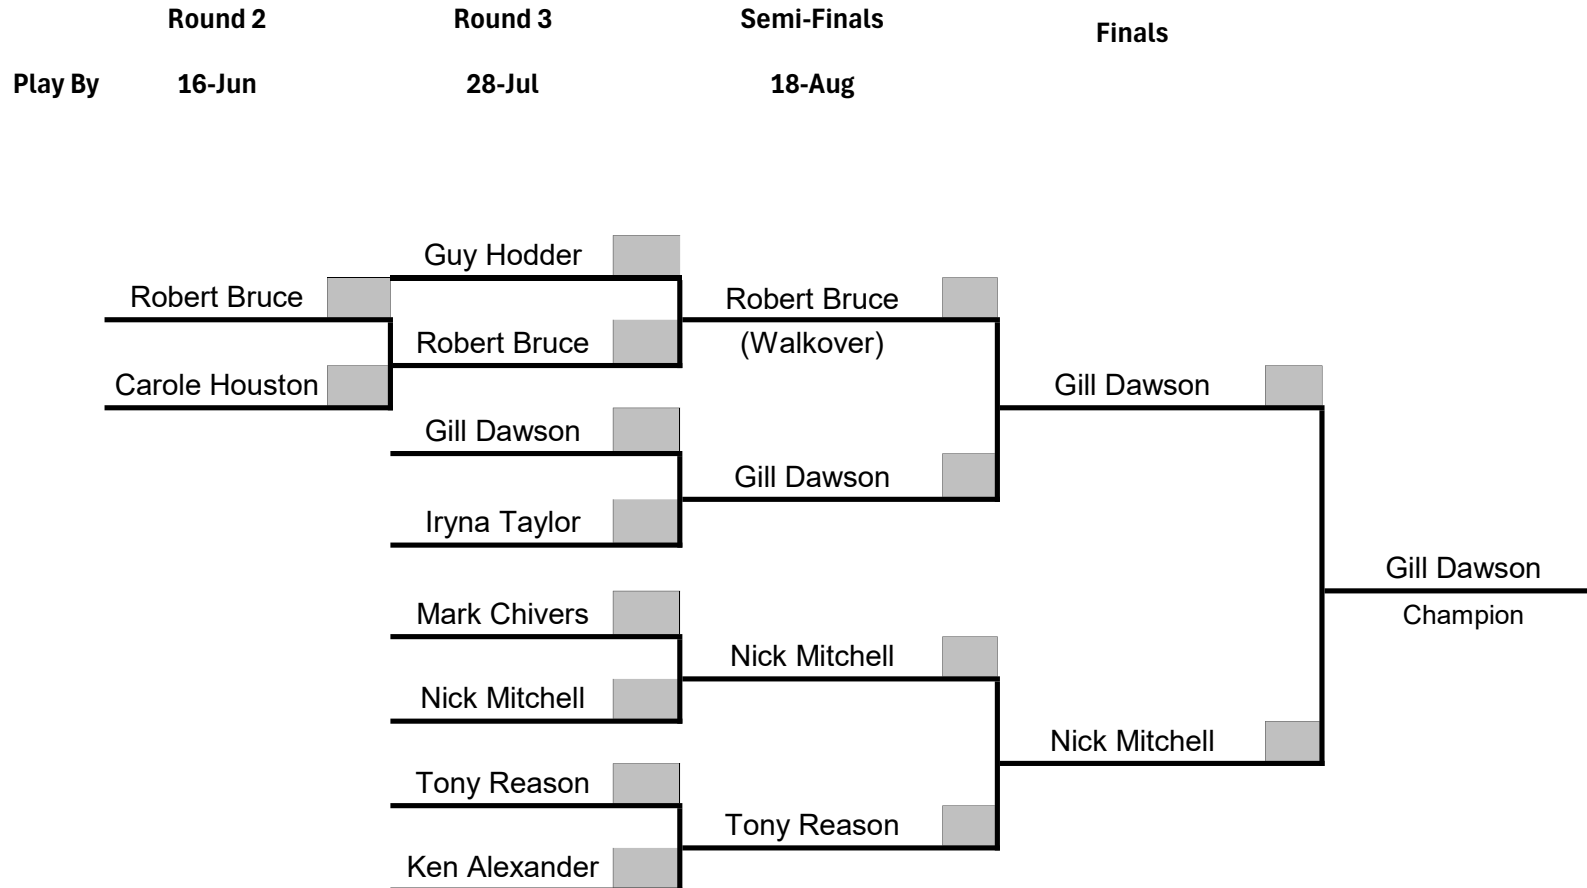 Round 2 Round 3 Semi-Finals Finals
Play By 16-Jun 28-Jul 18-Aug
Guy Hodder
Robert Bruce Robert Bruce
Robert Bruce (Walkover)
Carole Houston Gill Dawson
Gill Dawson
Gill Dawson
Iryna Taylor
Gill Dawson
Mark Chivers Champion
Nick Mitchell
Nick Mitchell
Nick Mitchell
Tony Reason
Tony Reason
Ken Alexander